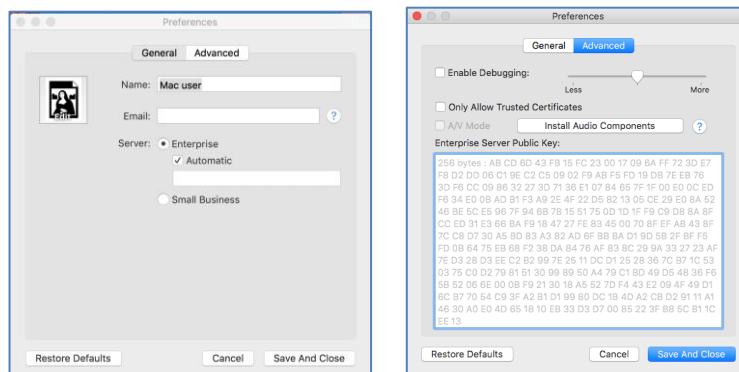 Preferences
General Advanced
Edit
Name: Mac user
Email:
?
Server: Enterprise
Automatic
Small Business
Restore Defaults Cancel Save And Close
Preferences
General Advanced
Enable Debugging:
Less More
Only Allow Trusted Certificates
A/V Mode Install Audio Components ?
Enterprise Server Public Key:
256 bytes : AB CD 6D 43 FB 15 FC 23 00 17 09 6A FF 72 3D E7
F8 D2 DD 06 C1 9E C2 C5 09 02 F9 AB F5 FD 19 DB 7E EB 76
3D F6 CC 09 86 32 27 3D 71 36 E1 07 84 65 7F 1F 00 E0 0C ED
F6 34 E0 0B AD B1 F3 A9 2E 4F 22 D5 82 13 05 CE 29 E0 8A 52
46 BE 5C E5 96 7F 94 6B 78 15 51 75 0D 1D 1F F9 C9 D8 8A 8F
CC ED 31 E3 66 BA F9 18 47 27 FE 83 45 00 70 8F EF AB 43 8F
7C C8 D7 30 A5 BD 83 A3 82 AD 6F BB BA D1 9D 5B 2F BF F5
FD 0B 64 75 EB 68 F2 38 DA 84 76 AF 83 8C 29 9A 33 27 23 AF
7E D3 28 D3 EE C2 B2 99 7E 25 11 DC D1 25 28 36 7C B7 1C 53
03 75 C0 D2 79 81 51 30 99 89 50 A4 79 C1 BD 49 D5 48 36 F6
5B 52 06 6E 00 0B F9 21 30 18 A5 52 7D F4 43 E2 09 4F 49 D1
6C B7 70 54 C9 3F A2 B1 D1 99 80 DC 1B 4D A2 CB D2 91 11 A1
46 30 A0 E0 4D 65 18 10 EB 33 D3 D7 00 85 22 3F B8 5C B1 1C
EE 13
Restore Defaults Cancel Save And Close